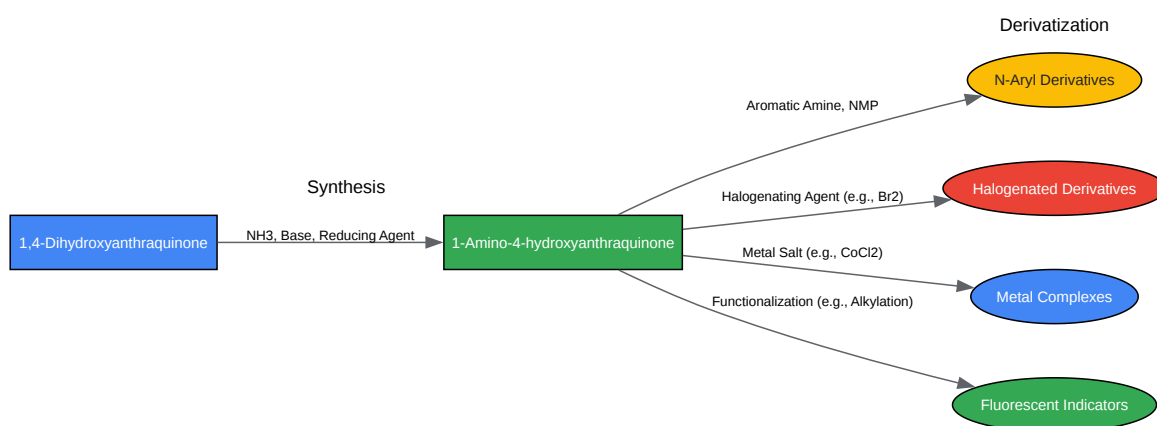 Derivatization
N-Aryl Derivatives
Aromatic Amine, NMP
Synthesis
Halogenating Agent (e.g., Br2)
Halogenated Derivatives
1,4-Dihydroxyanthraquinone
NH3, Base, Reducing Agent
1-Amino-4-hydroxyanthraquinone
Metal Salt (e.g., CoCl2)
Metal Complexes
Functionalization (e.g., Alkylation)
Fluorescent Indicators